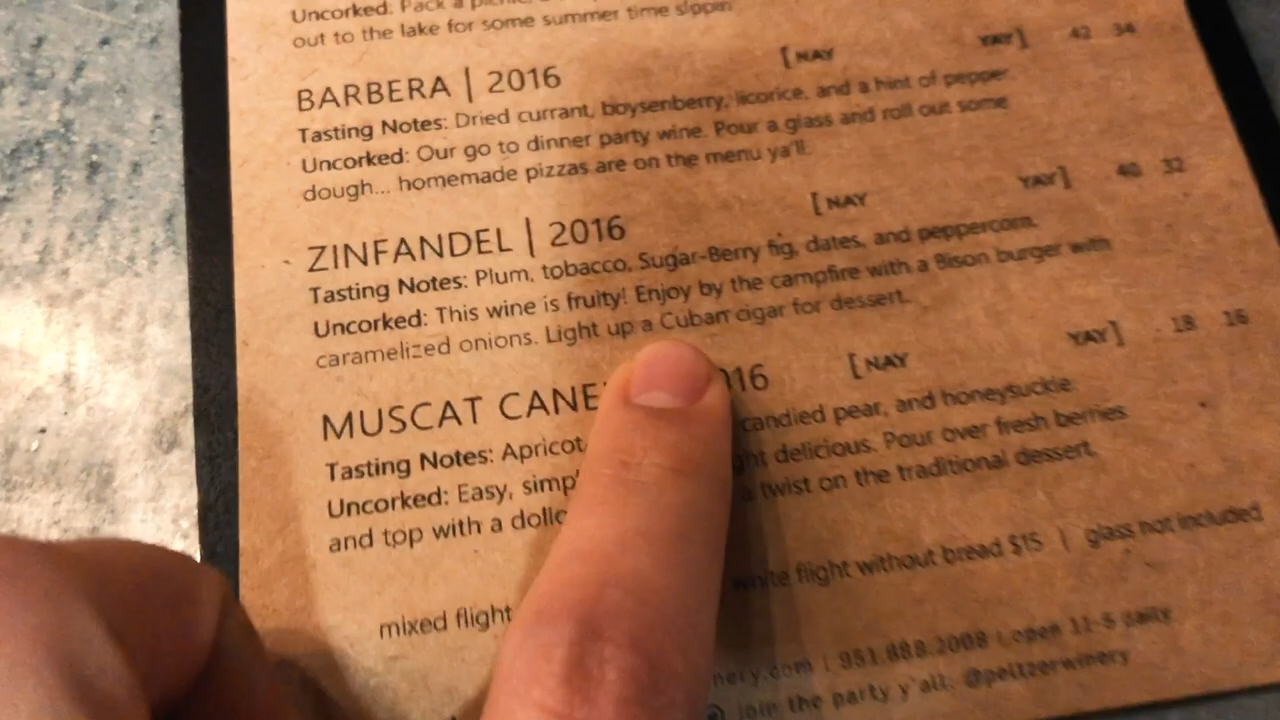 Uncorked: Pack a
out to the lake for some summer time sippin
BARBERA | 2016 [ NAY YAY ] 42 34
Tasting Notes: Dried currant, boysenberry, licorice, and a hint of pepper.
Uncorked: Our go to dinner party wine. Pour a glass and roll out some
dough... homemade pizzas are on the menu ya'll.
ZINFANDEL | 2016 [ NAY YAY ] 40 32
Tasting Notes: Plum, tobacco, Sugar-Berry fig, dates, and peppercorn.
Uncorked: This wine is fruity! Enjoy by the campfire with a Bison burger with
caramelized onions. Light up a Cuban cigar for dessert.
MUSCAT 016 [ NAY YAY ] 18 16
Tasting Notes: Apricot candied pear, and honeysuckle
Uncorked: Easy, delicious. Pour over fresh berries
and top with a a twist on the traditional dessert.
mixed flight white flight without bread $15 | glass not included
nery.com | 951.888.2008 | open 11-5 daily
join the party y'all. @peltzerwinery